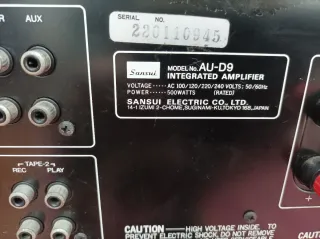 SERIAL NO. 220110945
AUX
Sansui
MODEL No. AU-D9
INTEGRATED AMPLIFIER
VOLTAGE ····· AC 100/120/220/240 VOLTS; 50/60Hz
POWER ······· 500WATTS (RATED)
SANSUI ELECTRIC CO., LTD.
14-1 IZUMI 2-CHOME, SUGINAMI-KU, TOKYO 168, JAPAN
TAPE-2
REC PLAY
CAUTION
CAUTION— HIGH VOLTAGE INSIDE. TO
PREVENT ELECTRIC SHOCK, DO NOT